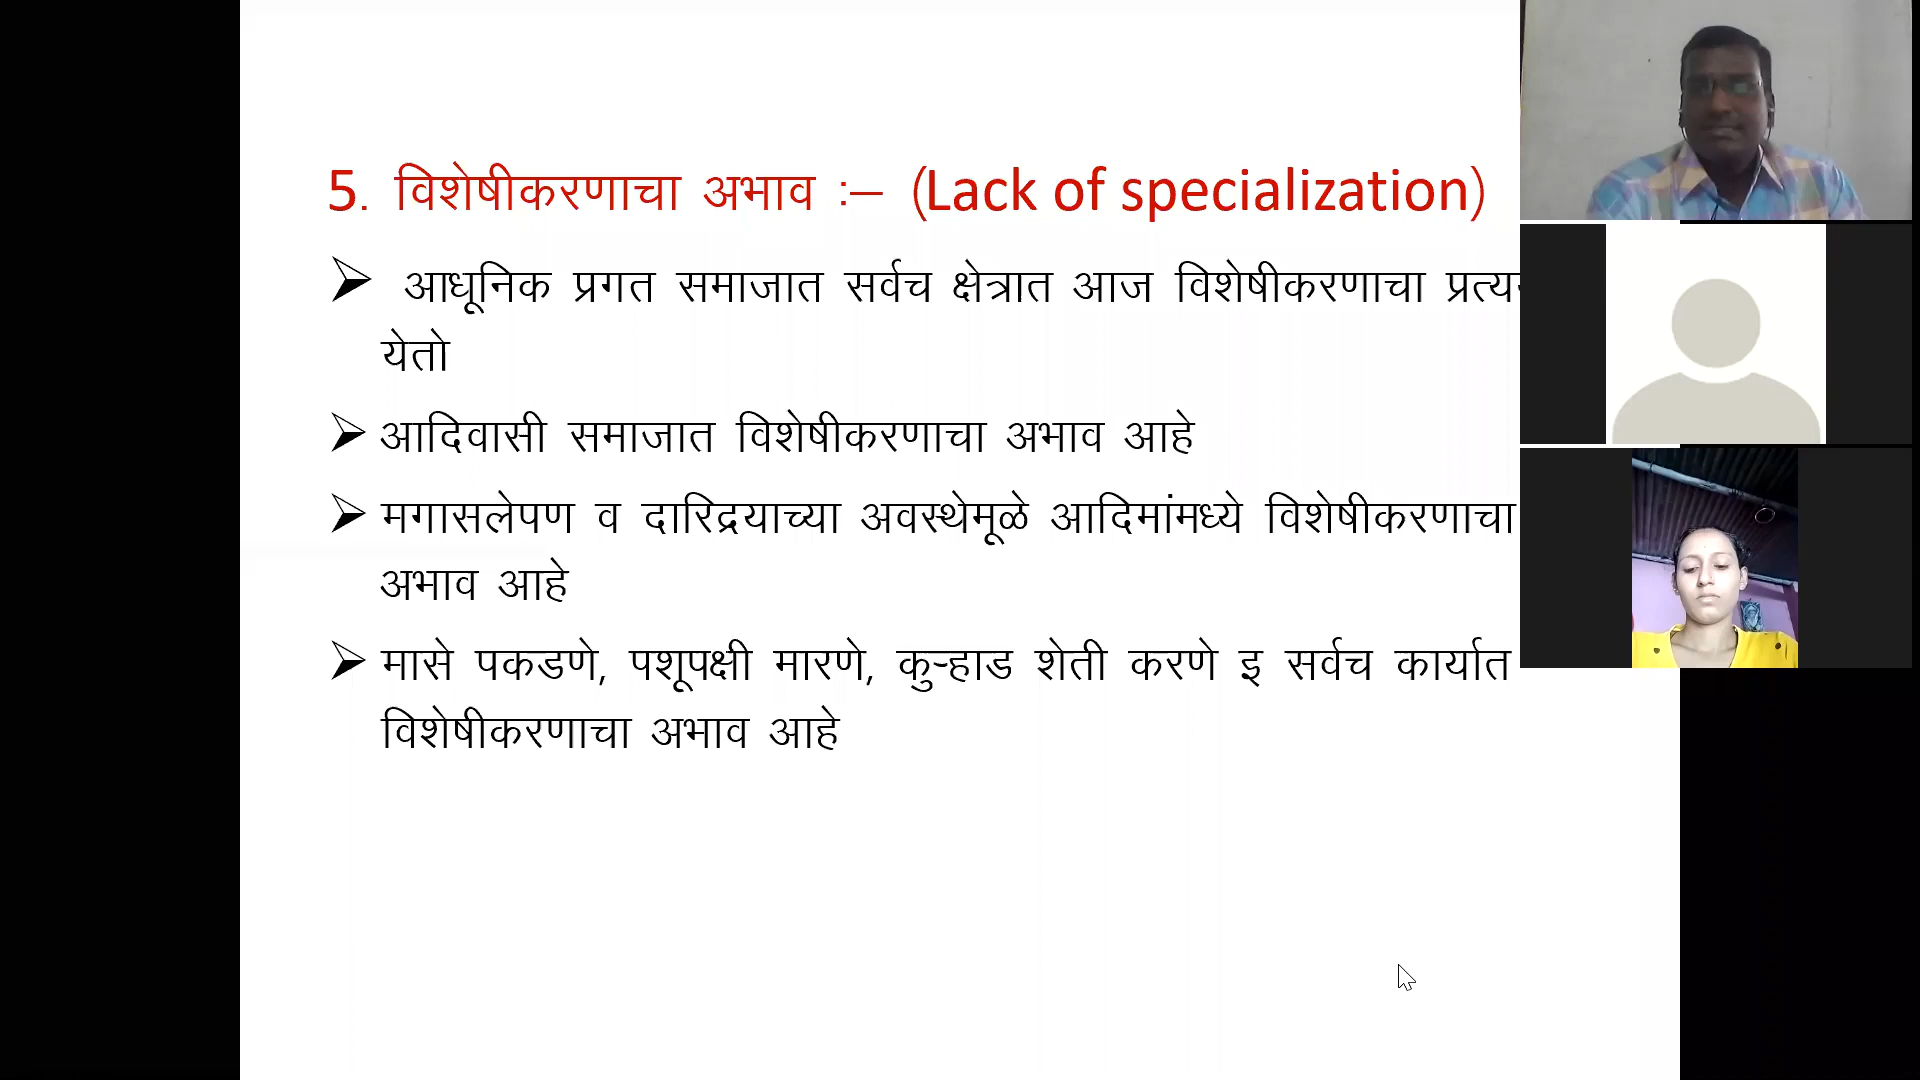 5. विशेषीकरणाचा अभाव :– (Lack of specialization)
आधूनिक प्रगत समाजात सर्वच क्षेत्रात आज विशेषीकरणाचा
येतो
आदिवासी समाजात विशेषीकरणाचा अभाव आहे
मगासलेपण व दारिद्रयाच्या अवस्थेमूळे आदिमांमध्ये विशेषीकरणाचा
अभाव आहे
मासे पकडणे, पशूपक्षी मारणे, कुऱ्हाड शेती करणे इ सर्वच कार्यात
विशेषीकरणाचा अभाव आहे